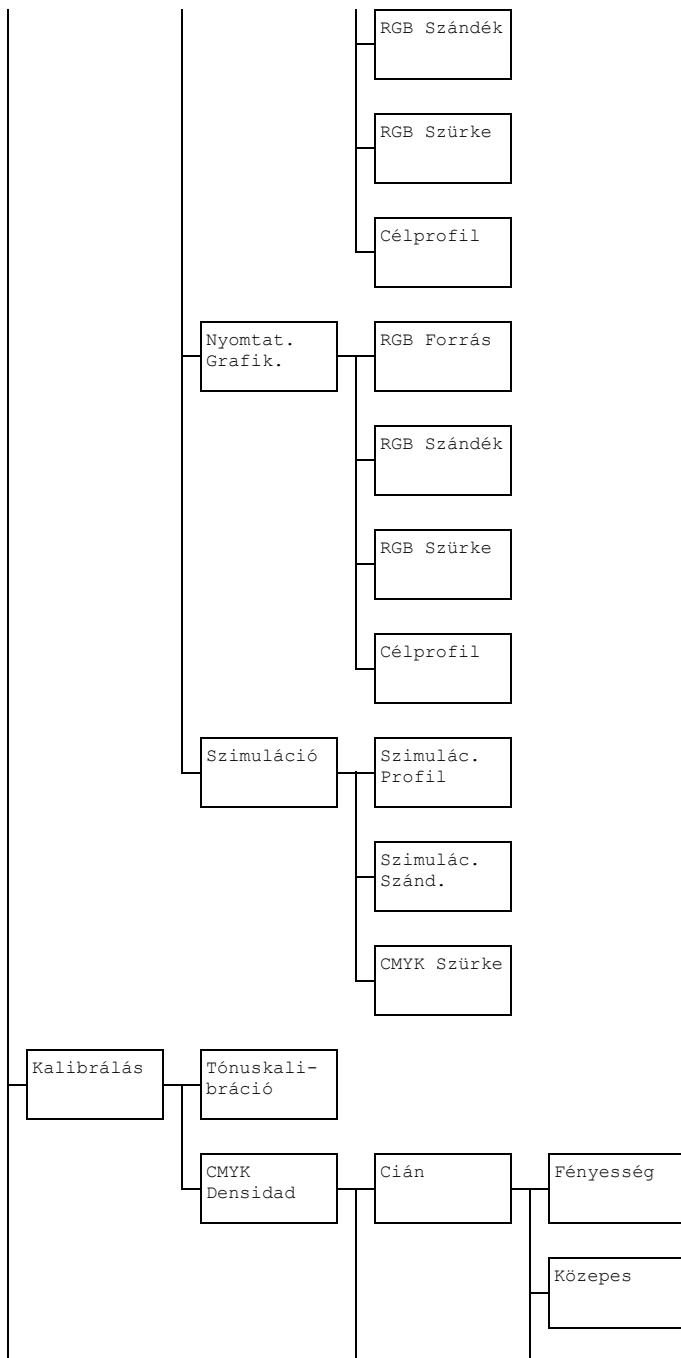 RGB Szándék
RGB Szürke
Célprofil
Nyomtat.
Grafik.
RGB Forrás
RGB Szándék
RGB Szürke
Célprofil
Szimuláció
Szimulác.
Profil
Szimulác.
Szánd.
CMYK Szürke
Kalibrálás
Tónuskali-
bráció
CMYK
Densidad
Cián
Fényesség
Közepes